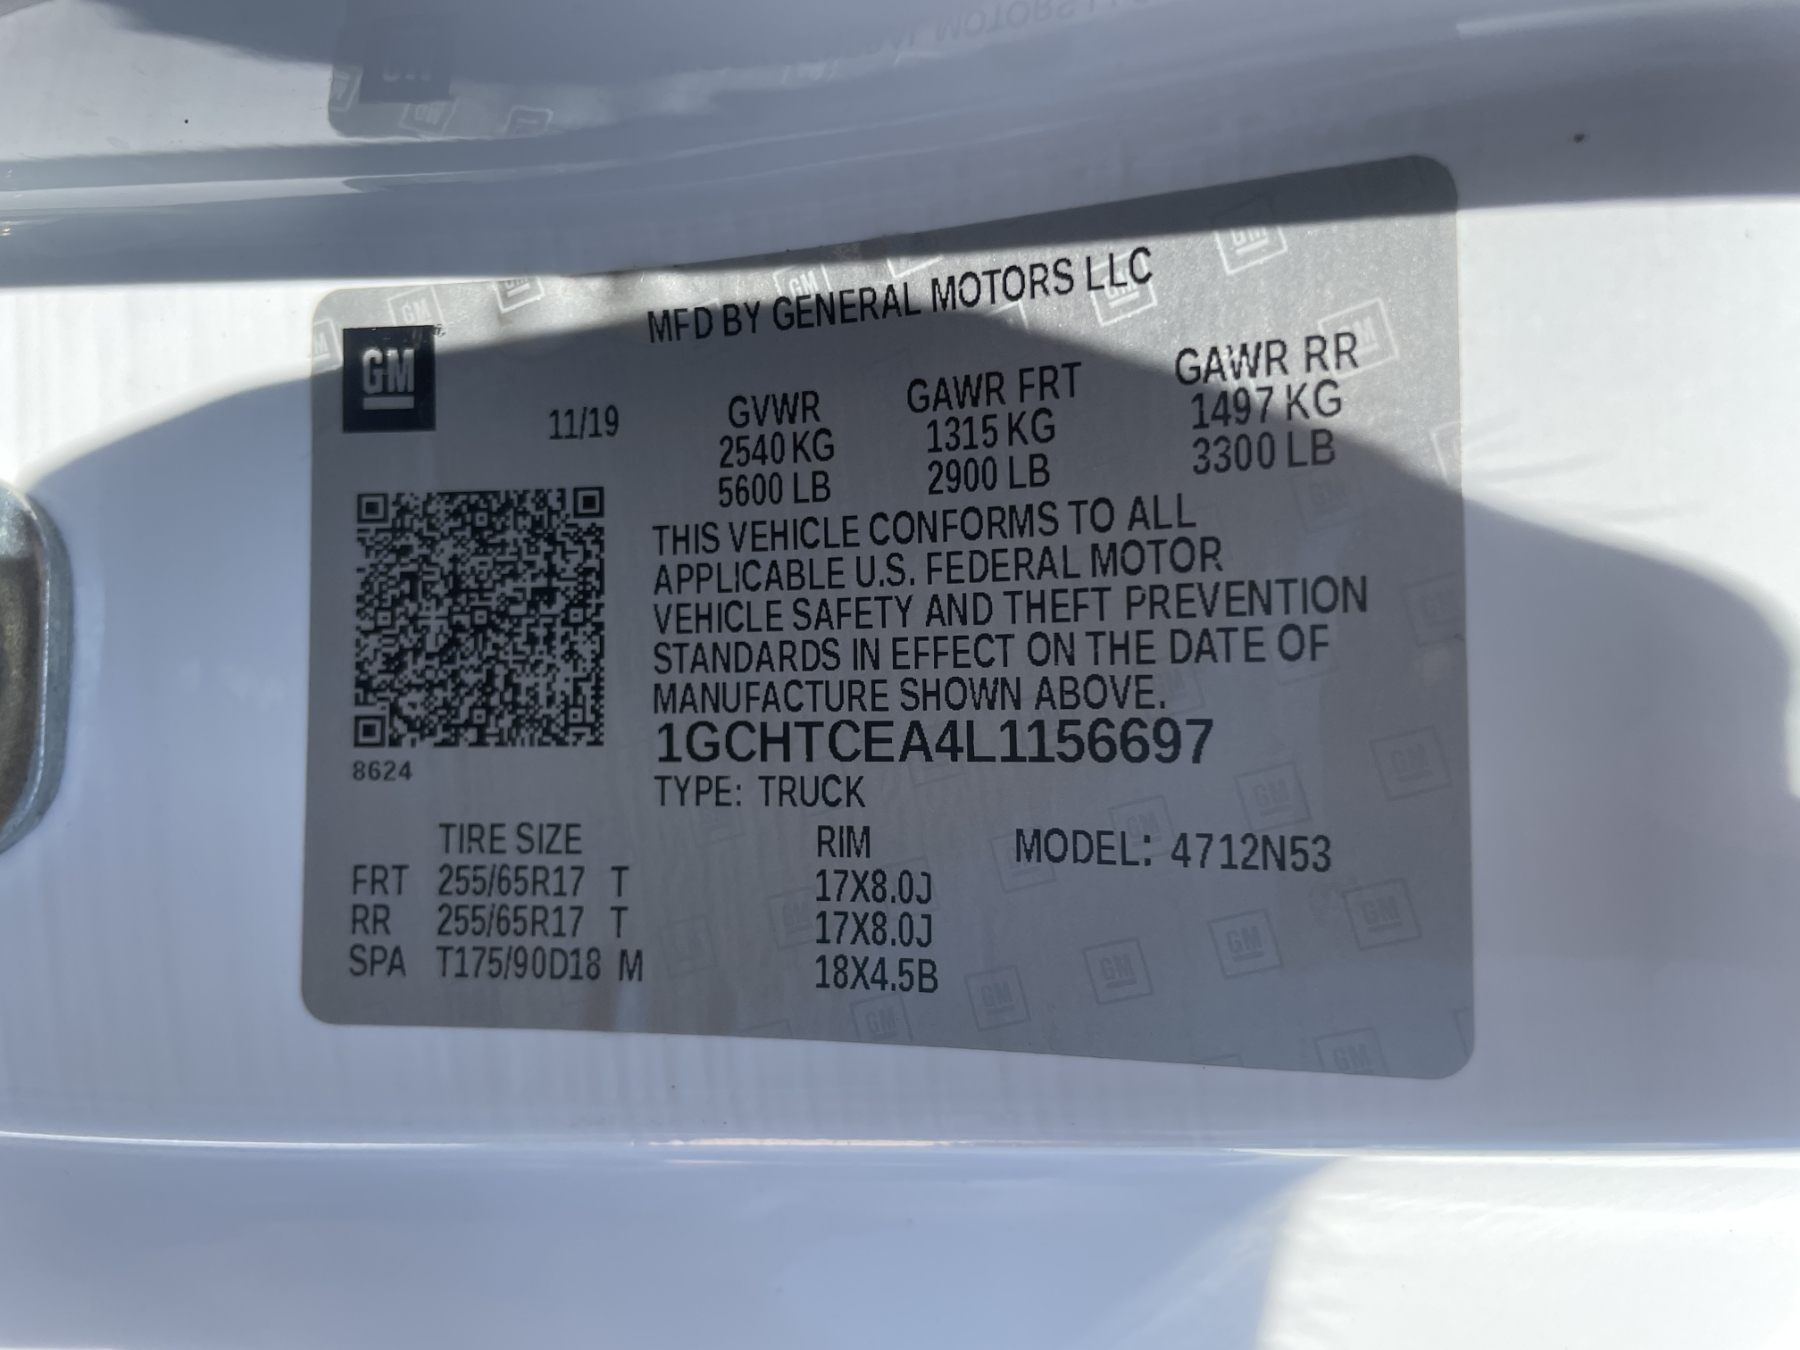 MFD BY GENERAL MOTORS LLC
GM
11/19
GVWR
2540 KG
5600 LB
GAWR FRT
1315 KG
2900 LB
GAWR RR
1497 KG
3300 LB
THIS VEHICLE CONFORMS TO ALL
APPLICABLE U.S. FEDERAL MOTOR
VEHICLE SAFETY AND THEFT PREVENTION
STANDARDS IN EFFECT ON THE DATE OF
MANUFACTURE SHOWN ABOVE.
1GCHTCEA4L1156697
8624
TYPE: TRUCK
TIRE SIZE RIM MODEL: 4712N53
FRT 255/65R17 T 17X8.0J
RR 255/65R17 T 17X8.0J
SPA T175/90D18 M 18X4.5B